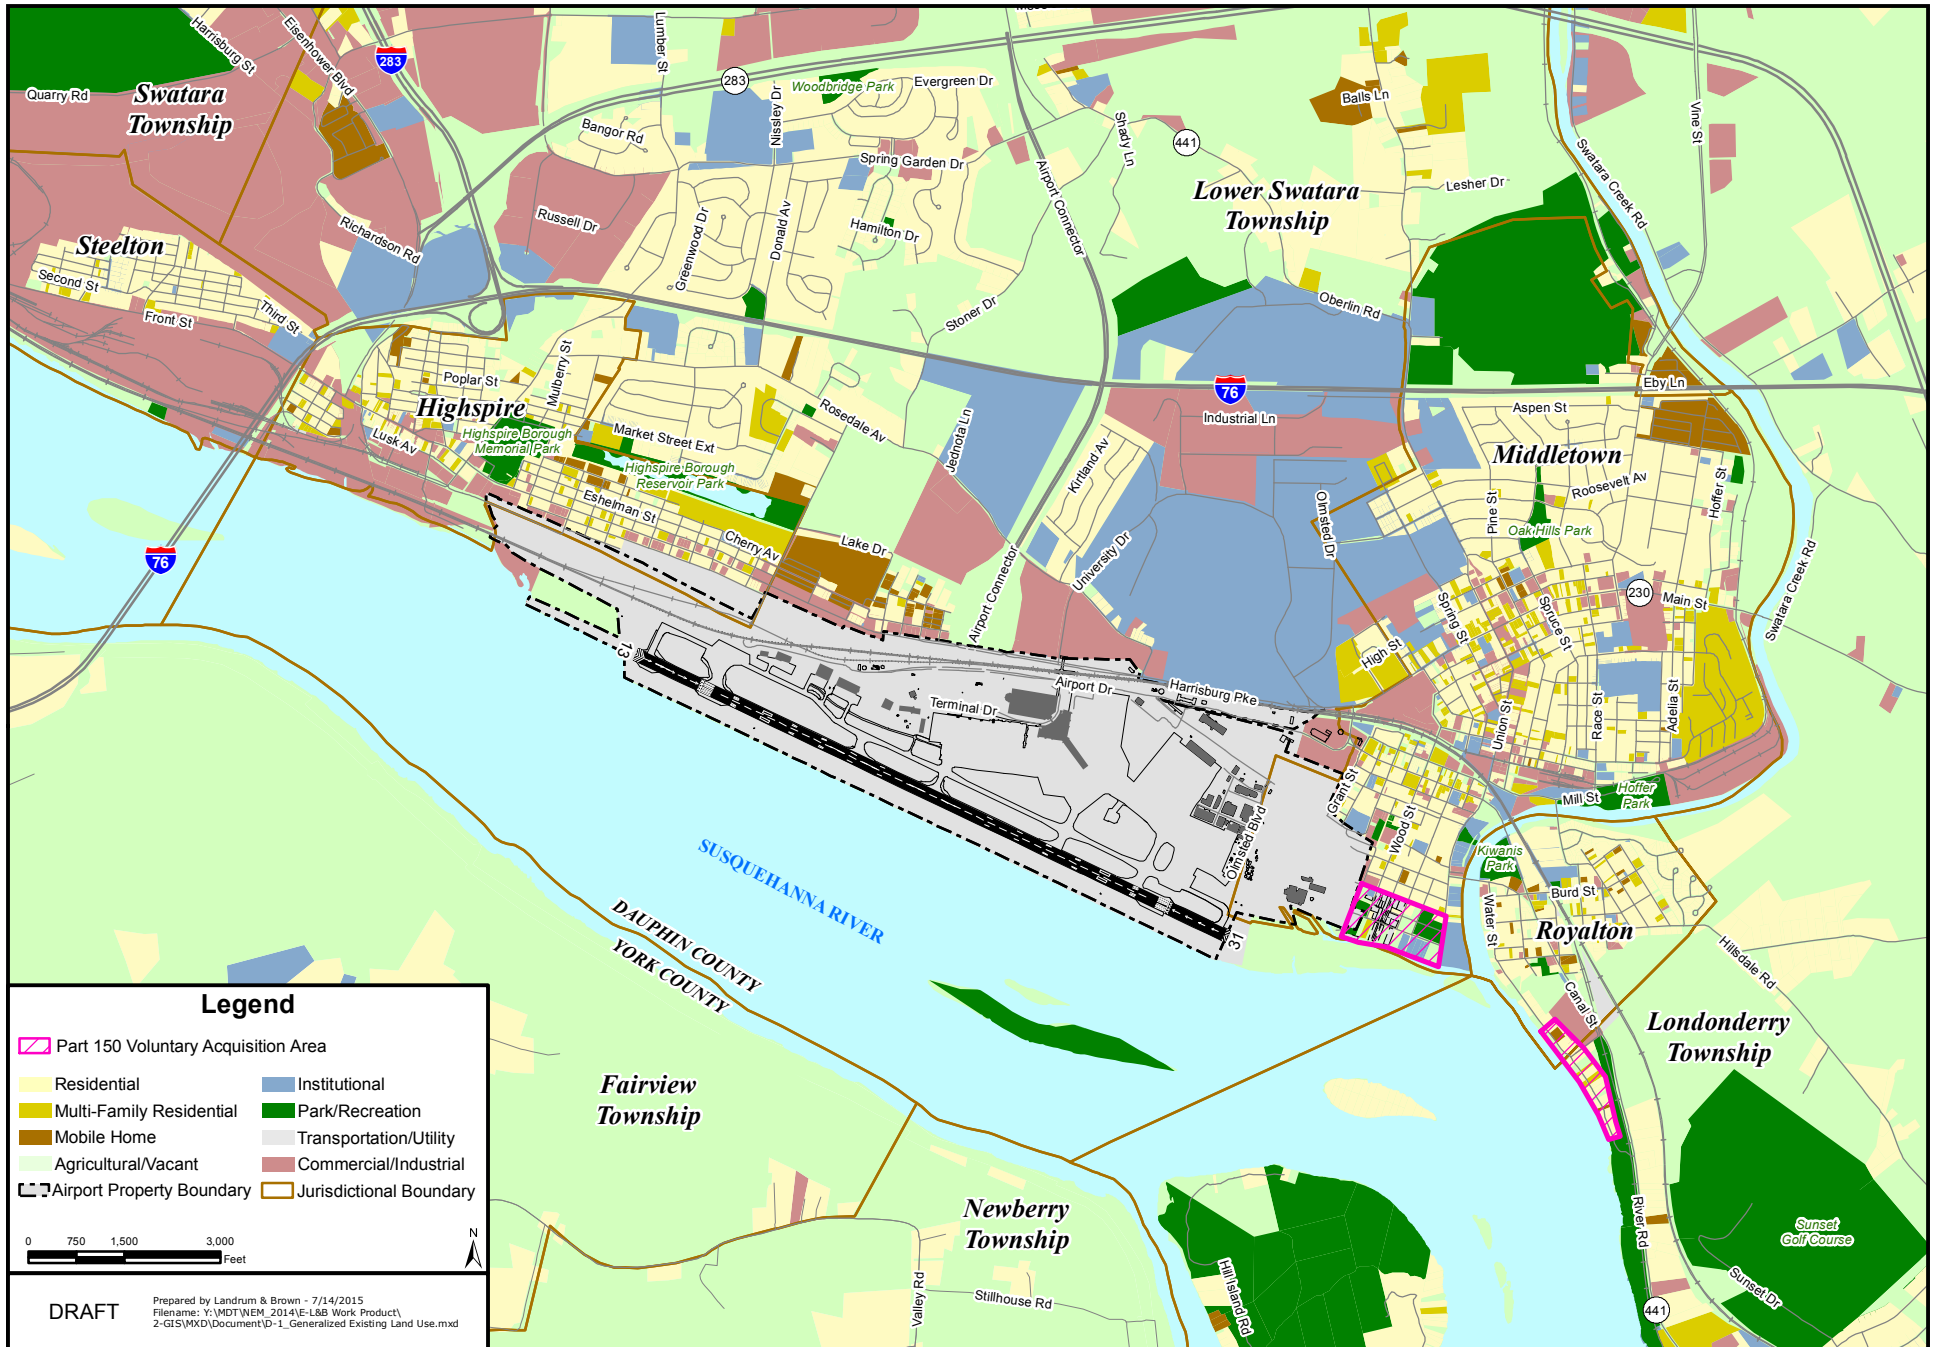 Harrisburg St
Eisenhower Blvd
283
Lumber St
283
Woodbridge Park
Evergreen Dr
Quarry Rd
Swatara
Township
Bangor Rd
Nissley Dr
Spring Garden Dr
Shady Ln
441
Balls Ln
Vine St
Swatara Creek Rd
Lower Swatara
Township
Lesher Dr
Airport Connector
Russell Dr
Greenwood Dr
Donald Av
Hamilton Dr
Richardson Rd
Steelton
Second St
Front St
Third St
Stoner Dr
Oberlin Rd
Poplar St
Mulberry St
Highspire
Highspire Borough
Memorial Park
Lusk Av
Market Street Ext
Highspire Borough
Reservoir Park
Rosedale Av
Jednota Ln
76
Industrial Ln
Eby Ln
Aspen St
Middletown
Kirtland Av
Roosevelt Av
Hoffer St
Pine St
Oak Hills Park
Olmsted Dr
Eshelman St
Cherry Av
Lake Dr
Airport Connector
University Dr
76
230
Main St
Swatara Creek Rd
Spring St
Spruce St
High St
13
Terminal Dr
Airport Dr
Harrisburg Pke
Union St
Race St
Adelia St
Grant St
Wood St
Mill St
Hoffer
Park
Olmsted Blvd
Kiwanis
Park
Burd St
Water St
Royalton
31
SUSQUEHANNA RIVER
DAUPHIN COUNTY
YORK COUNTY
Hillsdale Rd
Canal St
Londonderry
Township
Fairview
Township
Newberry
Township
River Rd
Sunset
Golf Course
Sunset Dr
441
Hill Island Rd
Valley Rd
Stillhouse Rd
Legend
Part 150 Voluntary Acquisition Area
Residential
Institutional
Multi-Family Residential
Park/Recreation
Mobile Home
Transportation/Utility
Agricultural/Vacant
Commercial/Industrial
Airport Property Boundary
Jurisdictional Boundary
0 750 1,500 3,000
Feet
N
DRAFT
Prepared by Landrum & Brown - 7/14/2015
Filename: Y:\MDT\NEM_2014\E-L&B Work Product\
2-GIS\MXD\Document\D-1_Generalized Existing Land Use.mxd